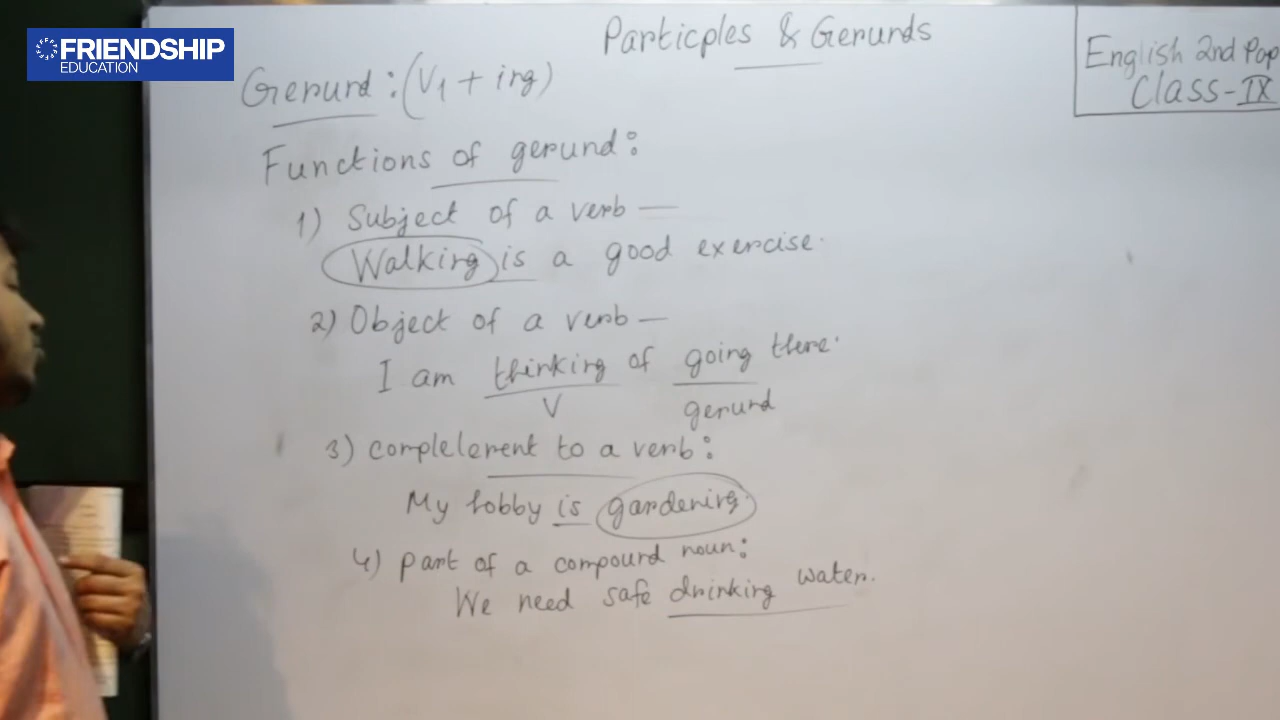 FRIENDSHIP
EDUCATION
Particples & Gerunds
English 2nd Pap
Class-IX
Gerund : (V1 + ing)
Functions of gerund:
1) Subject of a verb —
Walking is a good exercise.
2) Object of a verb —
I am thinking of going there.
V gerund
3) complelement to a verb:
My hobby is gardening.
4) part of a compound noun:
We need safe drinking water.